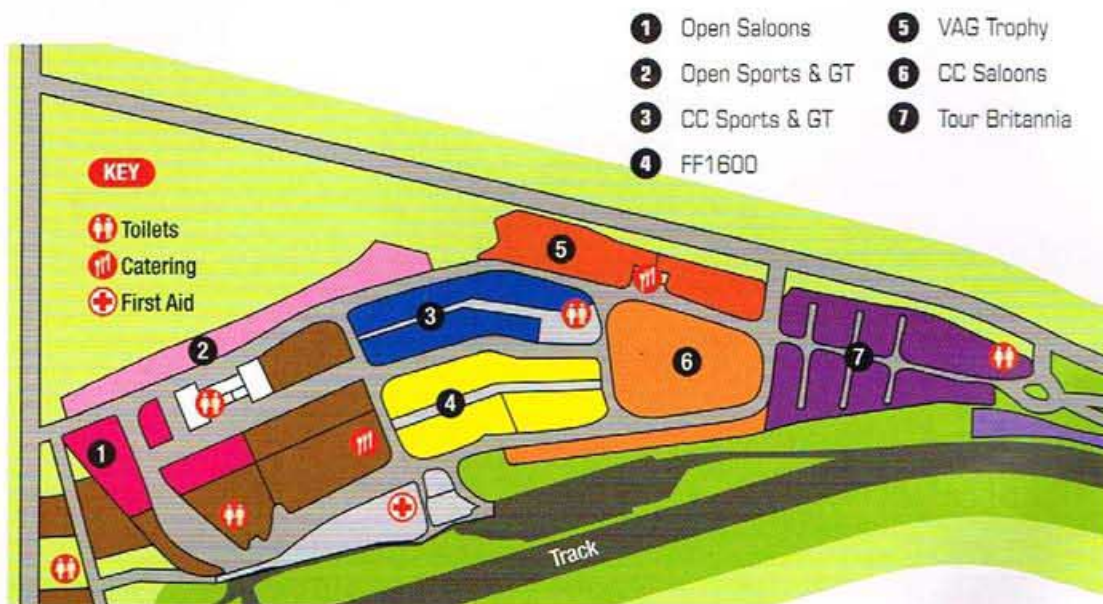 1 Open Saloons
2 Open Sports & GT
3 CC Sports & GT
4 FF1600
5 VAG Trophy
6 CC Saloons
7 Tour Britannia
KEY
Toilets
Catering
First Aid
5
3
2
6
7
4
1
Track